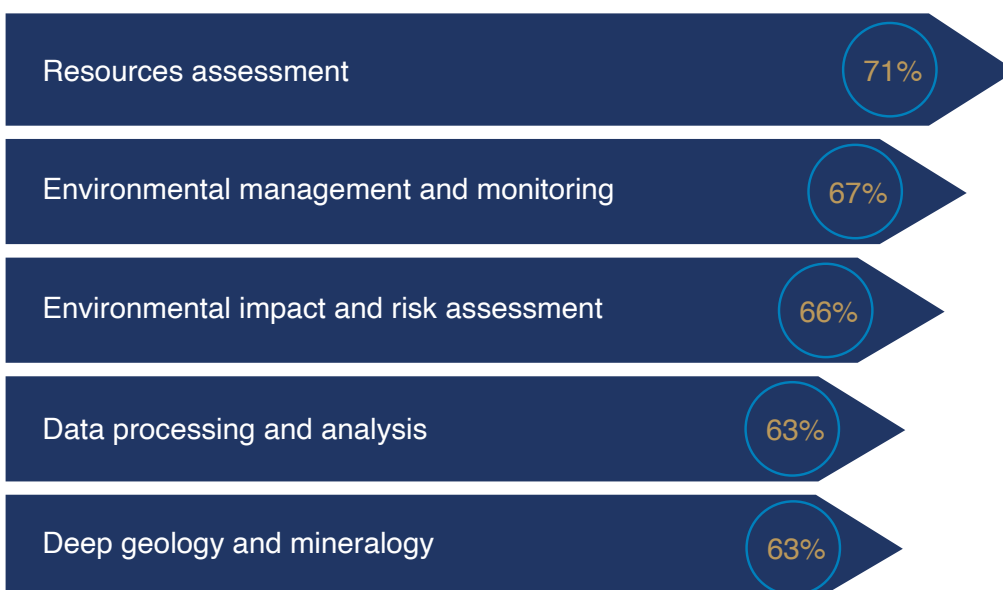 Resources assessment 71%
Environmental management and monitoring 67%
Environmental impact and risk assessment 66%
Data processing and analysis 63%
Deep geology and mineralogy 63%